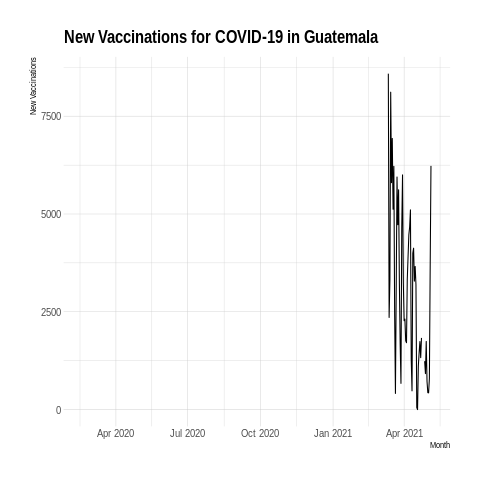 New Vaccinations for COVID-19 in Guatemala
New Vaccinations
7500
5000
2500
0
Apr 2020 Jul 2020 Oct 2020 Jan 2021 Apr 2021
Month